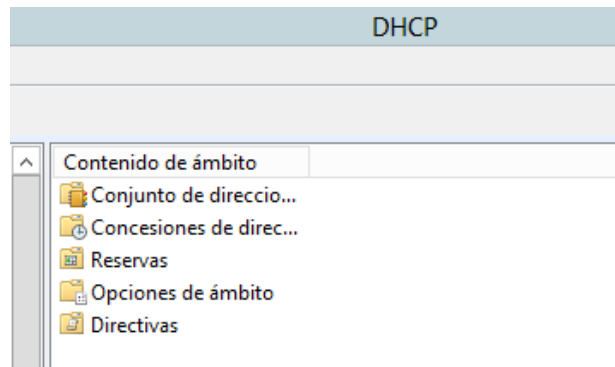 DHCP
Contenido de ámbito
Conjunto de direccio...
Concesiones de direc...
Reservas
Opciones de ámbito
Directivas